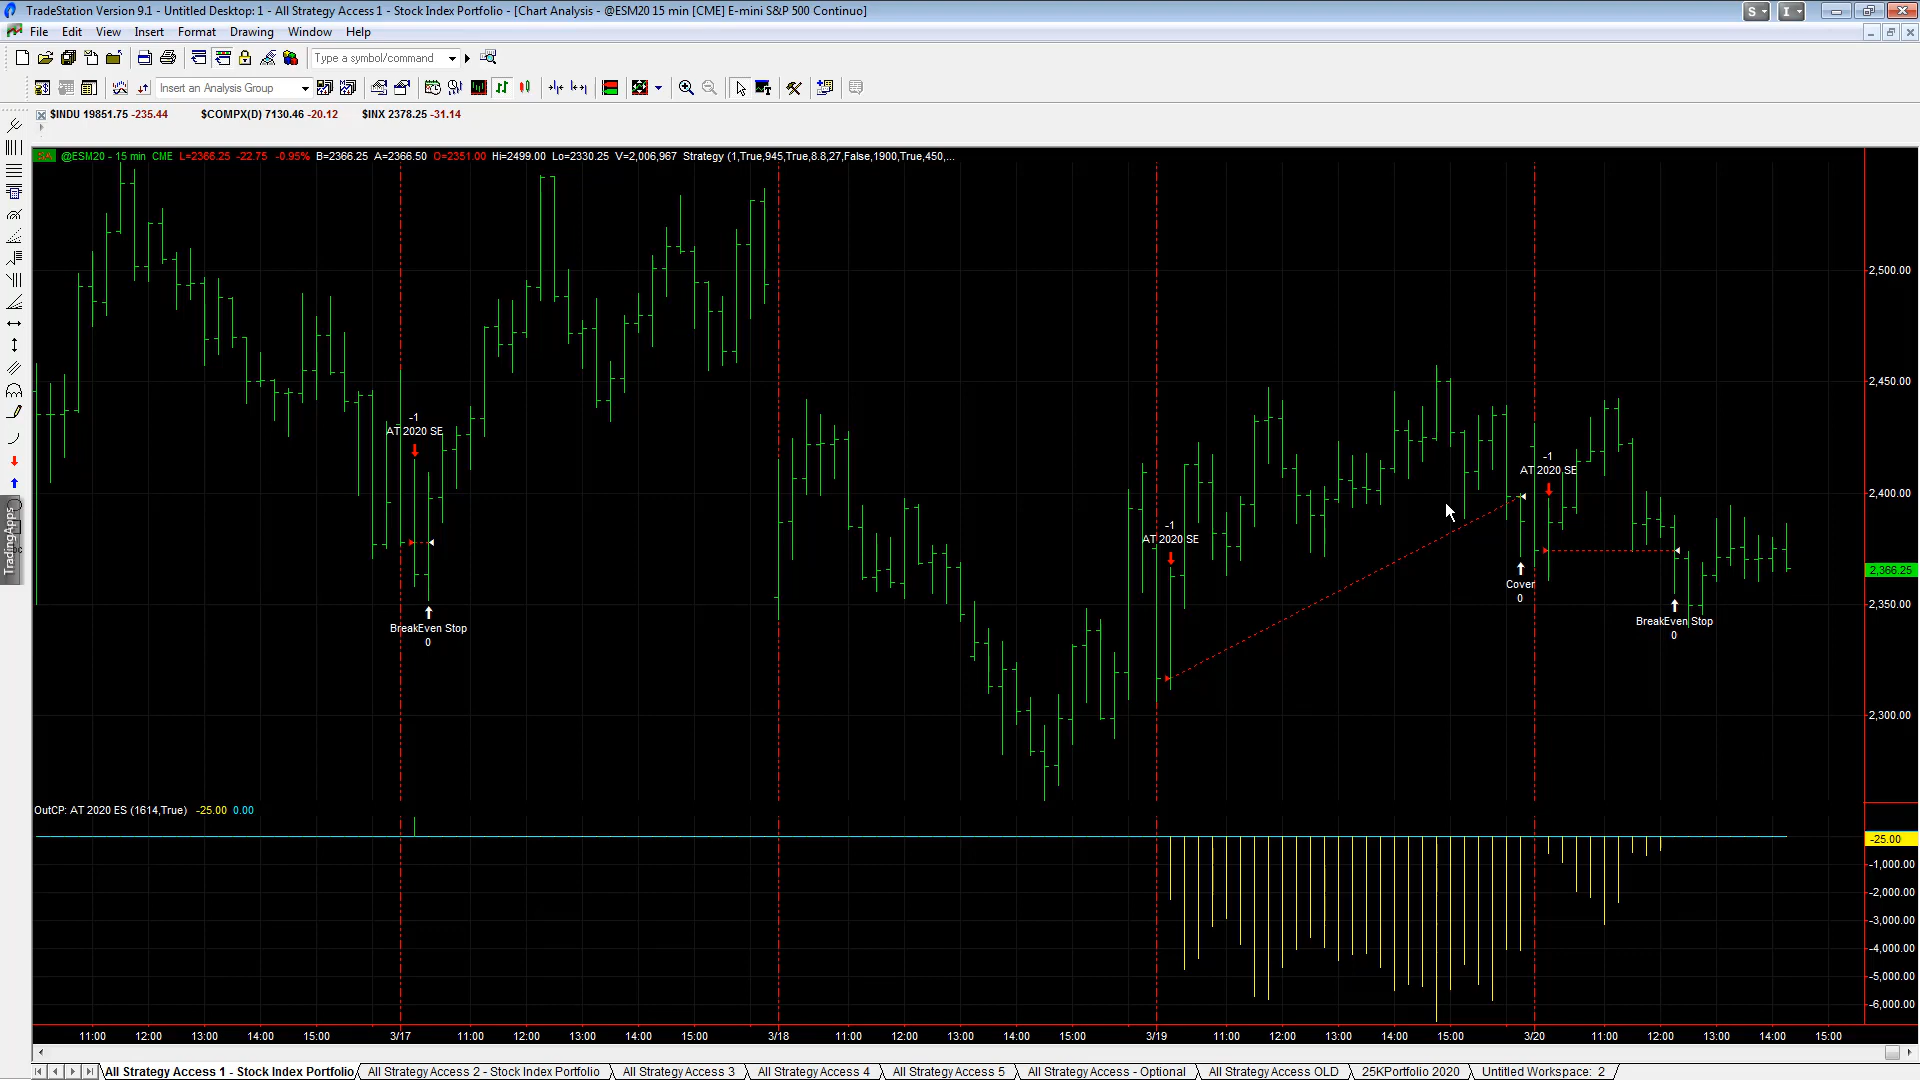 TradeStation Version 9.1 - Untitled Desktop: 1 - All Strategy Access 1 - Stock Index Portfolio - [Chart Analysis - @ESM20 15 min [CME] E-mini S&P 500 Continuo]
S I
File Edit View Insert Format Drawing Window Help
Type a symbol/command
Insert an Analysis Group
$INDU 19851.75 -235.44 $COMPX(D) 7130.46 -20.12 $INX 2378.25 -31.14
@ESM20 - 15 min CME L=2366.25 -22.75 -0.95% B=2366.25 A=2366.50 O=2351.00 Hi=2499.00 Lo=2330.25 V=2,006,967 Strategy (1,True,945,True,8.8,27,False,1900,True,450,...
2,500.00
2,450.00
-1
AT 2020 SE
-1
AT 2020 SE
2,400.00
TradingApps
-1
AT 2020 SE
2,366.25
Cover
0
2,350.00
BreakEven Stop
0
BreakEven Stop
0
2,300.00
OutCP: AT 2020 ES (1614,True) -25.00 0.00
-25.00
-1,000.00
-2,000.00
-3,000.00
-4,000.00
-5,000.00
-6,000.00
11:00 12:00 13:00 14:00 15:00 3/17 11:00 12:00 13:00 14:00 15:00 3/18 11:00 12:00 13:00 14:00 15:00 3/19 11:00 12:00 13:00 14:00 15:00 3/20 11:00 12:00 13:00 14:00 15:00
All Strategy Access 1 - Stock Index Portfolio All Strategy Access 2 - Stock Index Portfolio All Strategy Access 3 All Strategy Access 4 All Strategy Access 5 All Strategy Access - Optional All Strategy Access OLD 25KPortfolio 2020 Untitled Workspace: 2